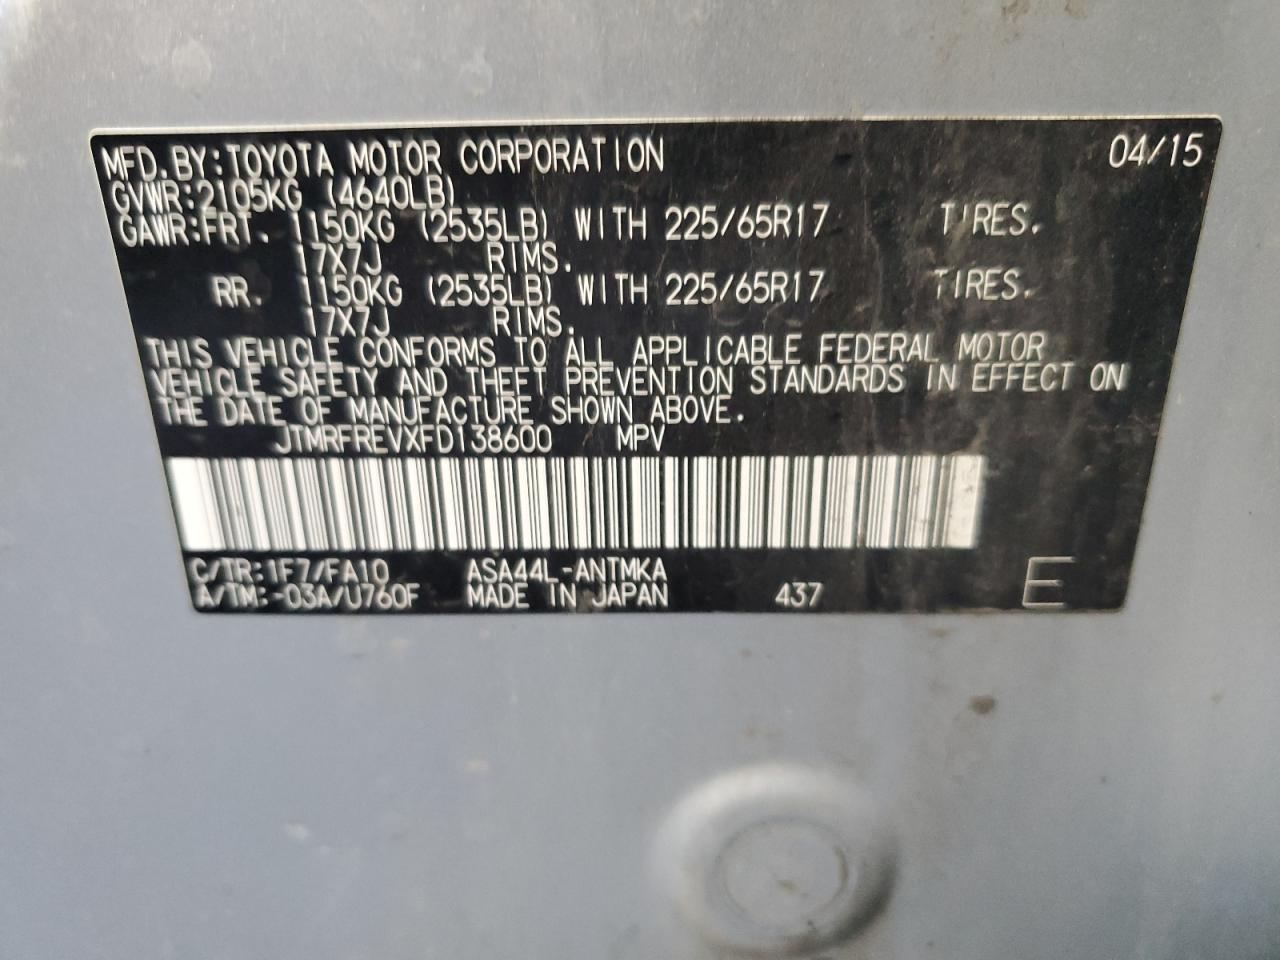 MFD.BY:TOYOTA MOTOR CORPORATION 04/15
GVWR:2105KG (4640LB)
GAWR:FRT. 1150KG (2535LB) WITH 225/65R17 TIRES.
17X7J RIMS.
RR. 1150KG (2535LB) WITH 225/65R17 TIRES.
17X7J RIMS.
THIS VEHICLE CONFORMS TO ALL APPLICABLE FEDERAL MOTOR
VEHICLE SAFETY AND THEFT PREVENTION STANDARDS IN EFFECT ON
THE DATE OF MANUFACTURE SHOWN ABOVE.
JTMRFREVXFD138600 MPV
C/TR:1F7/FA10 ASA44L-ANTMKA
A/TM:-03A/U760F MADE IN JAPAN 437 E